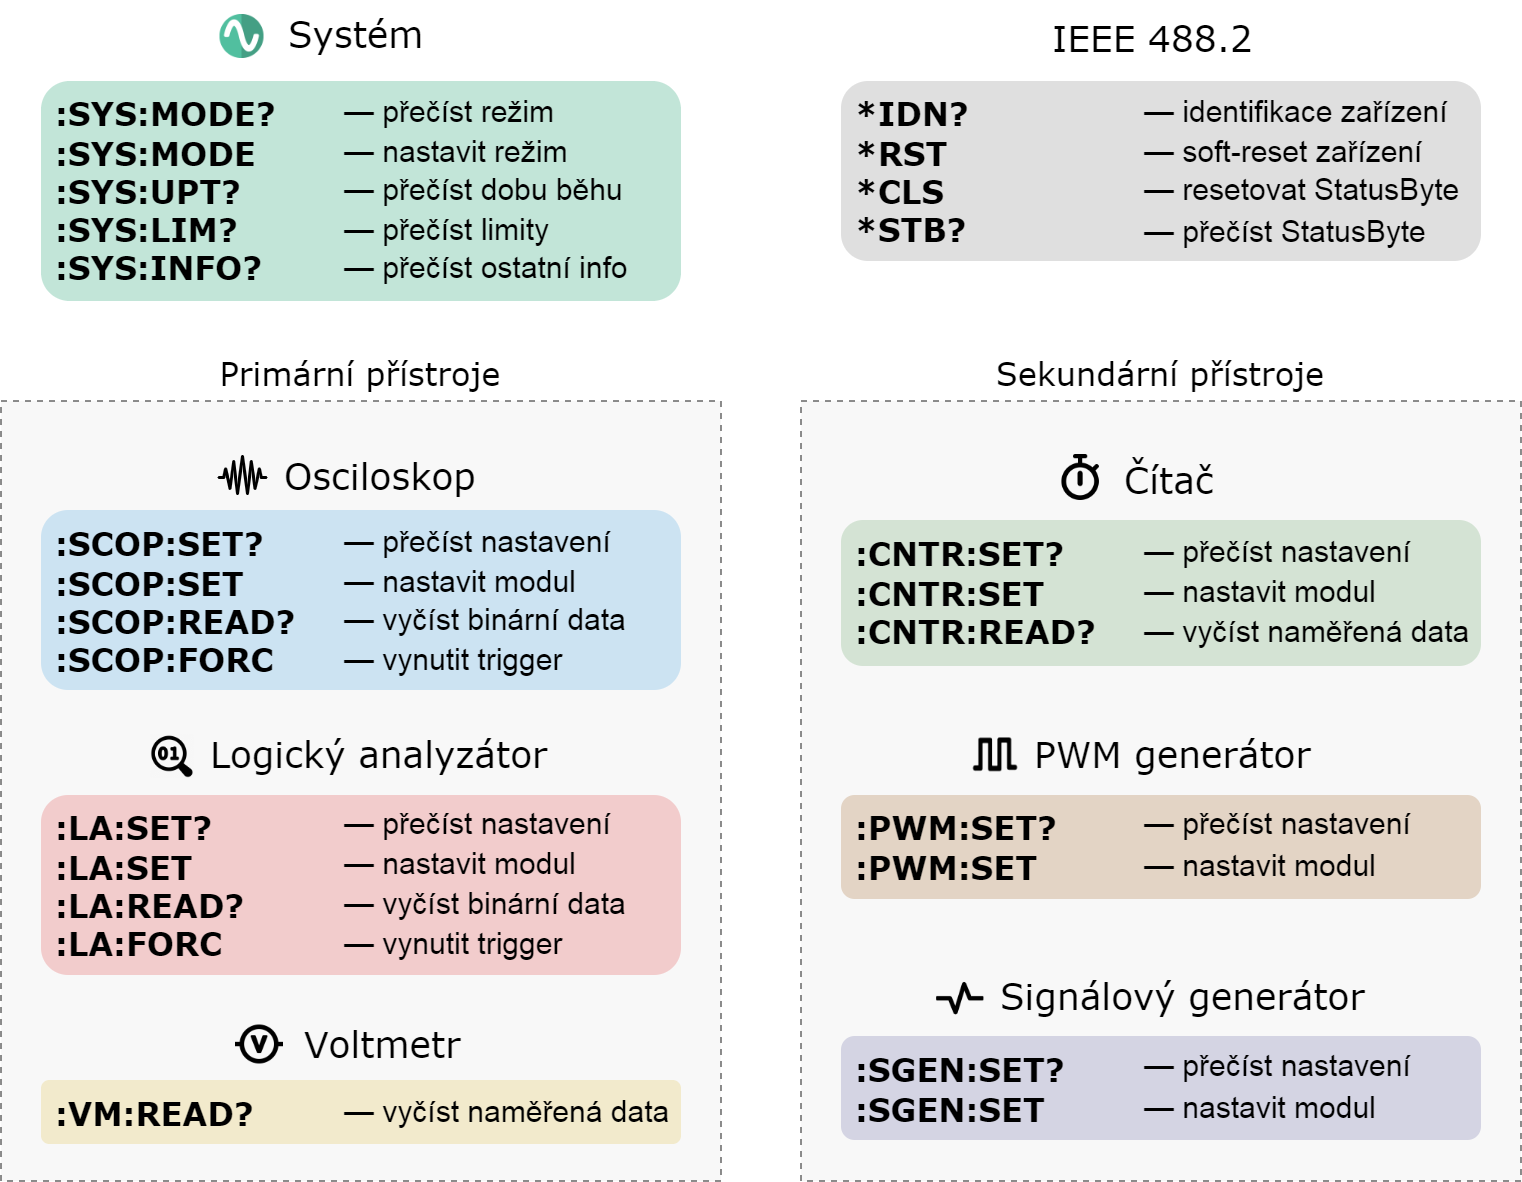 Systém
:SYS:MODE? — přečíst režim
:SYS:MODE — nastavit režim
:SYS:UPT? — přečíst dobu běhu
:SYS:LIM? — přečíst limity
:SYS:INFO? — přečíst ostatní info
IEEE 488.2
*IDN? — identifikace zařízení
*RST — soft-reset zařízení
*CLS — resetovat StatusByte
*STB? — přečíst StatusByte
Primární přístroje
Osciloskop
:SCOP:SET? — přečíst nastavení
:SCOP:SET — nastavit modul
:SCOP:READ? — vyčíst binární data
:SCOP:FORC — vynutit trigger
01 Logický analyzátor
:LA:SET? — přečíst nastavení
:LA:SET — nastavit modul
:LA:READ? — vyčíst binární data
:LA:FORC — vynutit trigger
V Voltmetr
:VM:READ? — vyčíst naměřená data
Sekundární přístroje
Čítač
:CNTR:SET? — přečíst nastavení
:CNTR:SET — nastavit modul
:CNTR:READ? — vyčíst naměřená data
PWM generátor
:PWM:SET? — přečíst nastavení
:PWM:SET — nastavit modul
Signálový generátor
:SGEN:SET? — přečíst nastavení
:SGEN:SET — nastavit modul